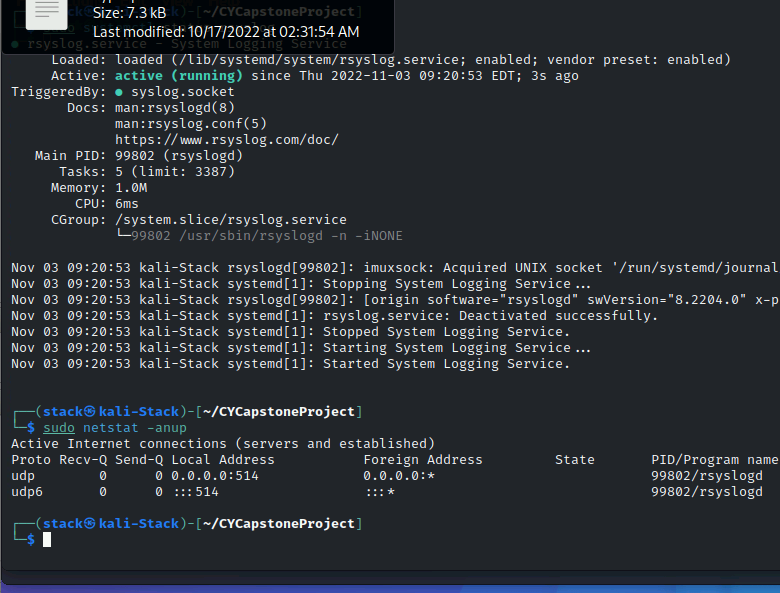 Size: 7.3 kB
Last modified: 10/17/2022 at 02:31:54 AM
/CYCapstoneProject]
rsyslog.service - System Logging Service
Loaded: loaded (/lib/systemd/system/rsyslog.service; enabled; vendor preset: enabled)
Active: active (running) since Thu 2022-11-03 09:20:53 EDT; 3s ago
TriggeredBy: ● syslog.socket
Docs: man:rsyslogd(8)
man:rsyslog.conf(5)
https://www.rsyslog.com/doc/
Main PID: 99802 (rsyslogd)
Tasks: 5 (limit: 3387)
Memory: 1.0M
CPU: 6ms
CGroup: /system.slice/rsyslog.service
└─99802 /usr/sbin/rsyslogd -n -iNONE
Nov 03 09:20:53 kali-Stack rsyslogd[99802]: imuxsock: Acquired UNIX socket '/run/systemd/journal
Nov 03 09:20:53 kali-Stack systemd[1]: Stopping System Logging Service...
Nov 03 09:20:53 kali-Stack rsyslogd[99802]: [origin software="rsyslogd" swVersion="8.2204.0" x-p
Nov 03 09:20:53 kali-Stack systemd[1]: rsyslog.service: Deactivated successfully.
Nov 03 09:20:53 kali-Stack systemd[1]: Stopped System Logging Service.
Nov 03 09:20:53 kali-Stack systemd[1]: Starting System Logging Service...
Nov 03 09:20:53 kali-Stack systemd[1]: Started System Logging Service.
┌──(stack㉿kali-Stack)-[~/CYCapstoneProject]
└─$ sudo netstat -anup
Active Internet connections (servers and established)
Proto Recv-Q Send-Q Local Address Foreign Address State PID/Program name
udp 0 0 0.0.0.0:514 0.0.0.0:* 99802/rsyslogd
udp6 0 0 :::514 :::* 99802/rsyslogd
┌──(stack㉿kali-Stack)-[~/CYCapstoneProject]
└─$